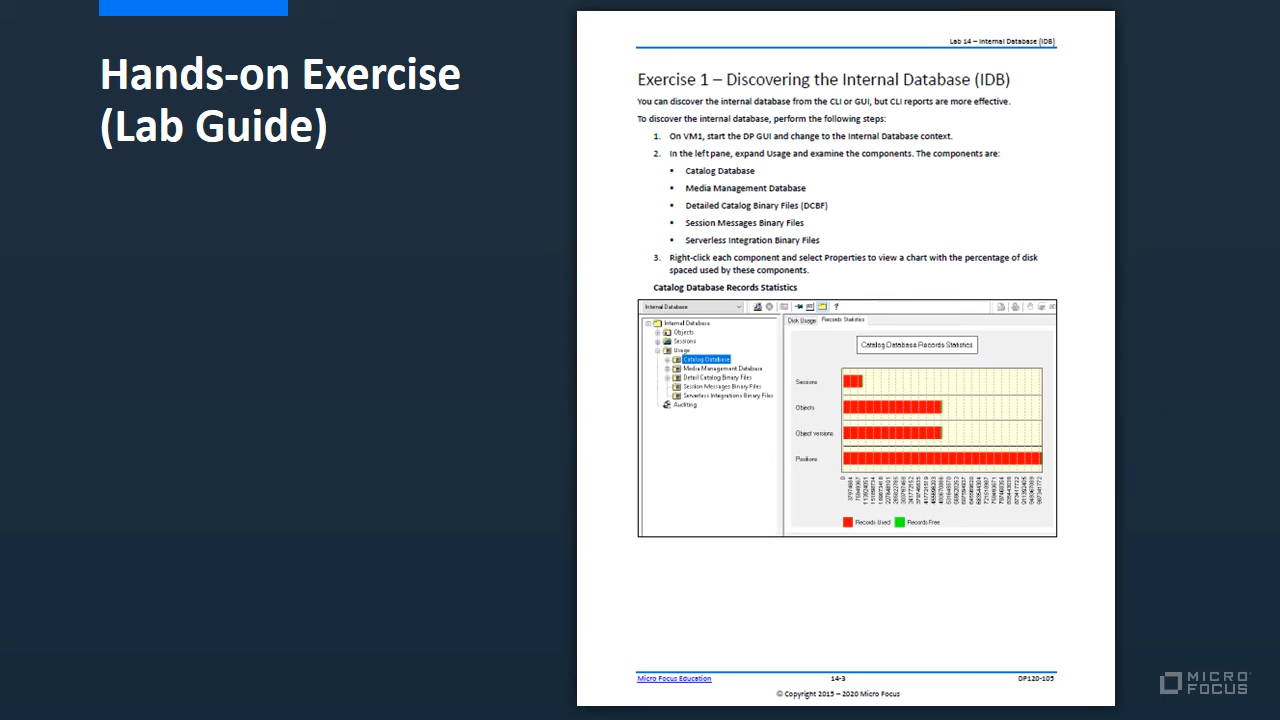 Hands-on Exercise
(Lab Guide)
Lab 14 – Internal Database (IDB)
Exercise 1 – Discovering the Internal Database (IDB)
You can discover the internal database from the CLI or GUI, but CLI reports are more effective.
To discover the internal database, perform the following steps:
1. On VM1, start the DP GUI and change to the Internal Database context.
2. In the left pane, expand Usage and examine the components. The components are:
▪ Catalog Database
▪ Media Management Database
▪ Detailed Catalog Binary Files (DCBF)
▪ Session Messages Binary Files
▪ Serverless Integration Binary Files
3. Right-click each component and select Properties to view a chart with the percentage of disk
spaced used by these components.
Catalog Database Records Statistics
Internal Database
Internal Database
Objects
Sessions
Usage
Catalog Database
Media Management Database
Detail Catalog Binary Files
Session Messages Binary Files
Serverless Integrations Binary Files
Auditing
Disk Usage Records Statistics
Catalog Database Records Statistics
Sessions
Objects
Object versions
Positions
0
Records Used Records Free
Micro Focus Education 14-3 DP120-105
© Copyright 2015 – 2020 Micro Focus
MICRO
FOCUS